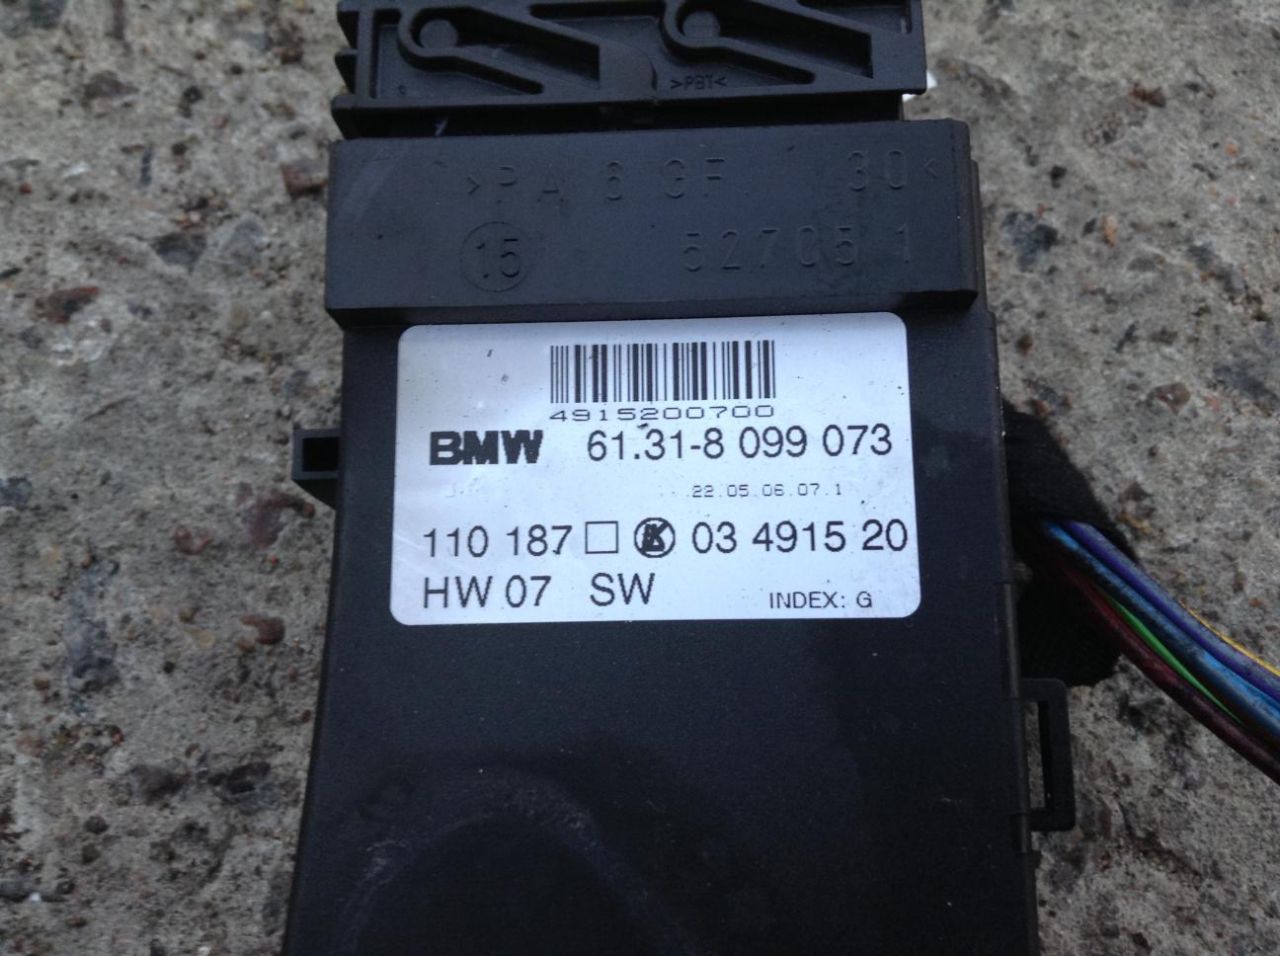 >PBT<
>PA 6 GF 30<
15 52705 1
4915200700
BMW 61.31-8 099 073
22.05.06.07.1
110 187 03 4915 20
HW 07 SW
INDEX: G